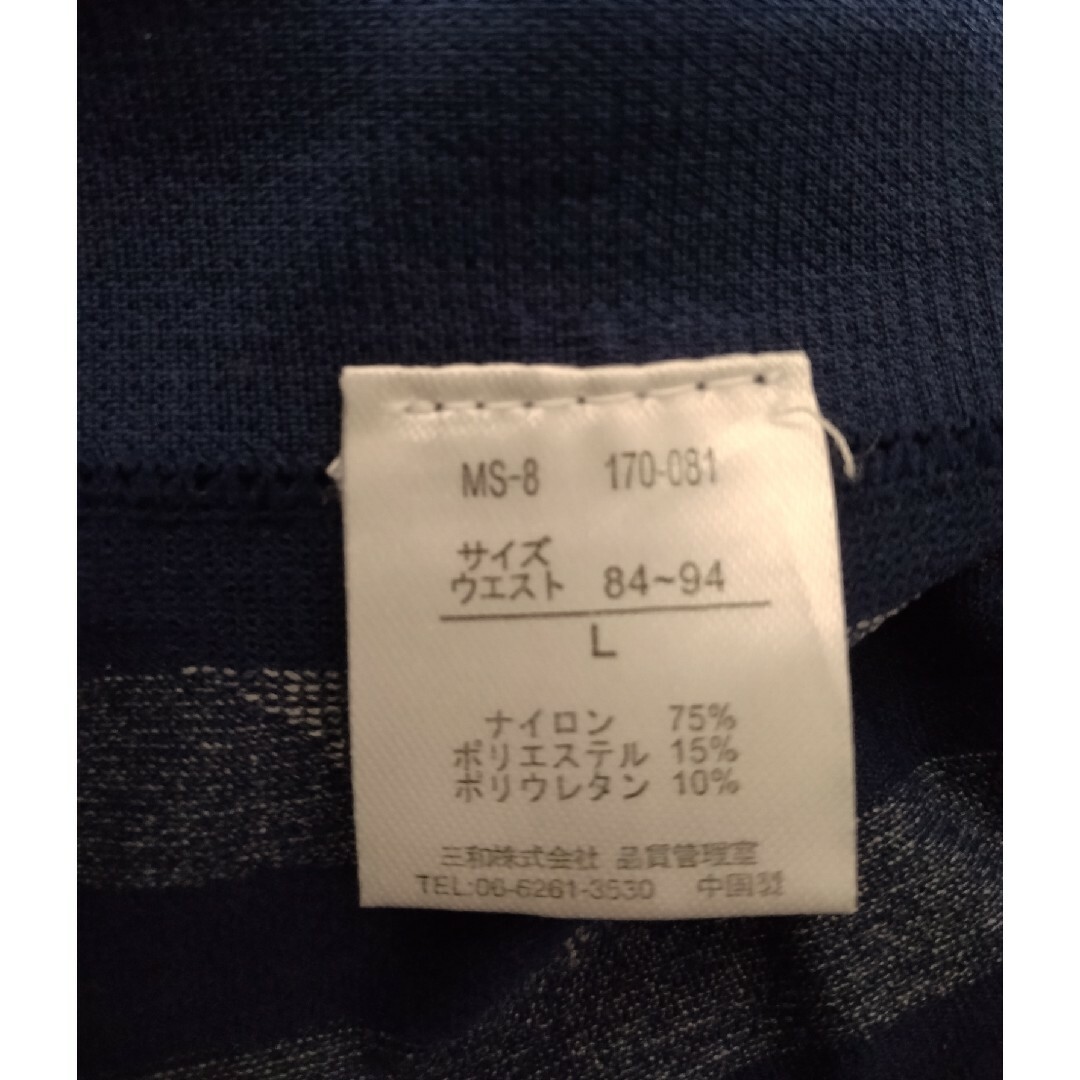 MS-8 170-081
サイズ
ウエスト 84~94
L
ナイロン 75%
ポリエステル 15%
ポリウレタン 10%
三和株式会社 品質管理室
TEL:06-6261-3530 中国製